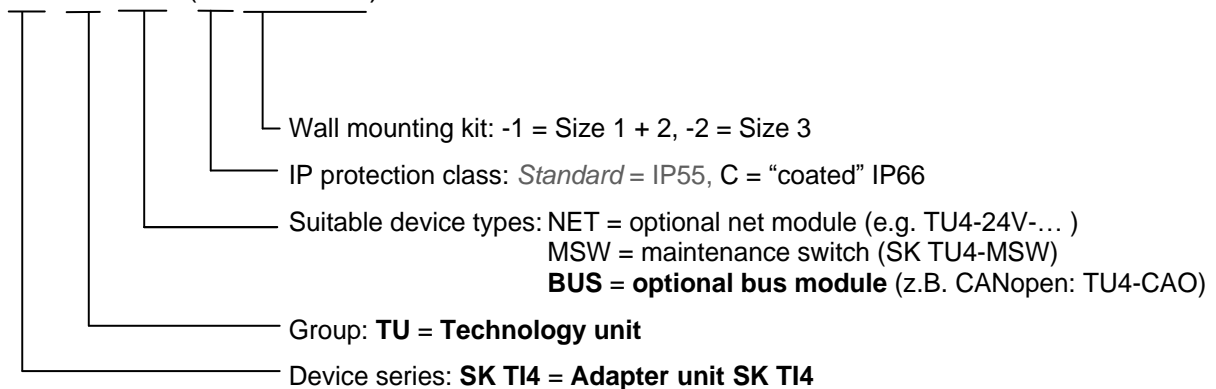 Wall mounting kit: -1 = Size 1 + 2, -2 = Size 3
IP protection class: Standard = IP55, C = “coated” IP66
Suitable device types: NET = optional net module (e.g. TU4-24V-… )
MSW = maintenance switch (SK TU4-MSW)
BUS = optional bus module (z.B. CANopen: TU4-CAO)
Group: TU = Technology unit
Device series: SK TI4 = Adapter unit SK TI4